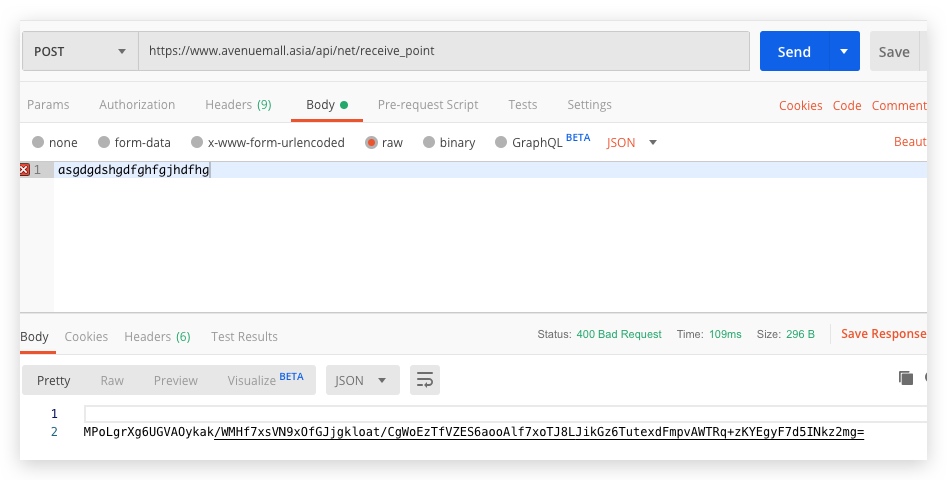 POST https://www.avenuemall.asia/api/net/receive_point Send Save
Params Authorization Headers (9) Body Pre-request Script Tests Settings Cookies Code Comment
none form-data x-www-form-urlencoded raw binary GraphQL BETA JSON Beaut
1 asgdgdshgdfghfgjhdfhg
Body Cookies Headers (6) Test Results Status: 400 Bad Request Time: 109ms Size: 296 B Save Response
Pretty Raw Preview Visualize BETA JSON
1
2 MPoLgrXg6UGVAOykak/WMHf7xsVN9xOfGJjgkloat/CgWoEzTfVZES6aooAlf7xoTJ8LJikGz6TutexdFmpvAWTRq+zKYEgyF7d5INkz2mg=